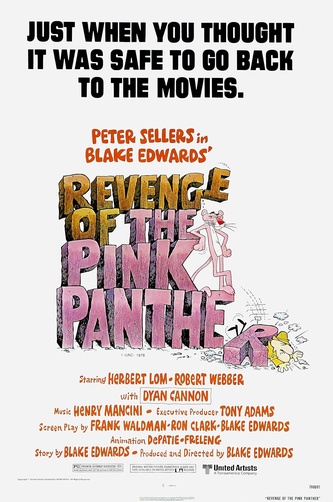 JUST WHEN YOU THOUGHT
IT WAS SAFE TO GO BACK
TO THE MOVIES.
PETER SELLERS in
BLAKE EDWARDS'
REVENGE
OF THE
PINK
PANTHER
Starring HERBERT LOM • ROBERT WEBBER
with DYAN CANNON
Music HENRY MANCINI • Executive Producer TONY ADAMS
Screen Play by FRANK WALDMAN • RON CLARK • BLAKE EDWARDS
Animation DePATIE • FRELENG
Story by BLAKE EDWARDS • Produced and Directed by BLAKE EDWARDS
United Artists
A Transamerica Company
"REVENGE OF THE PINK PANTHER"